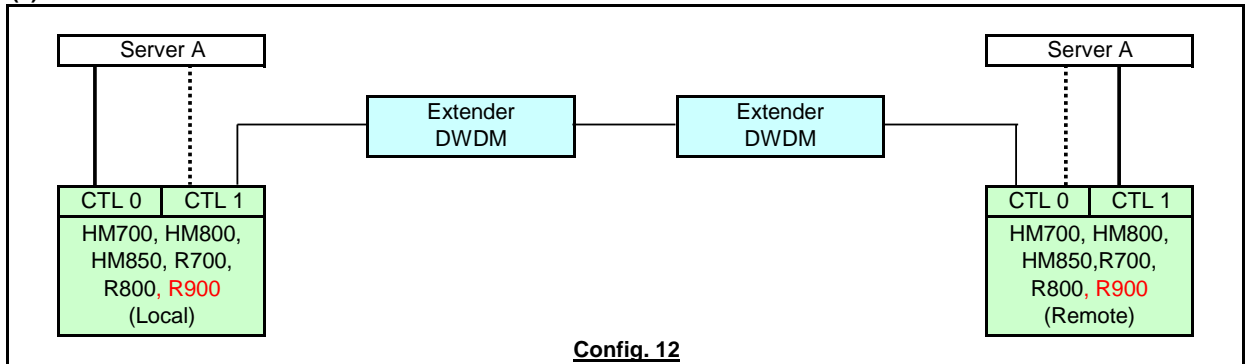 Server A
Server A
Extender
DWDM
Extender
DWDM
CTL 0
CTL 1
HM700, HM800,
HM850, R700,
R800, R900
(Local)
CTL 0
CTL 1
HM700, HM800,
HM850,R700,
R800, R900
(Remote)
Config. 12